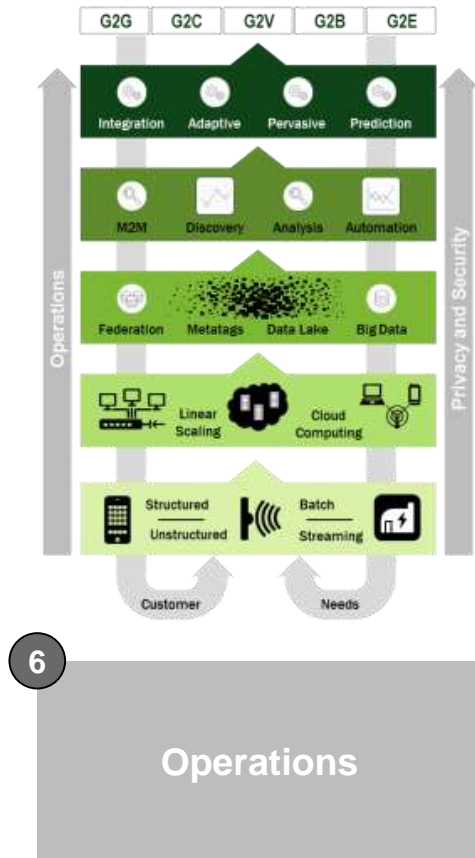 G2G G2C G2V G2B G2E
Integration Adaptive Pervasive Prediction
M2M Discovery Analysis Automation
Operations
Privacy and Security
Federation Metatags Data Lake Big Data
Linear
Scaling
Cloud
Computing
Structured
Unstructured
Batch
Streaming
Customer Needs
6
Operations